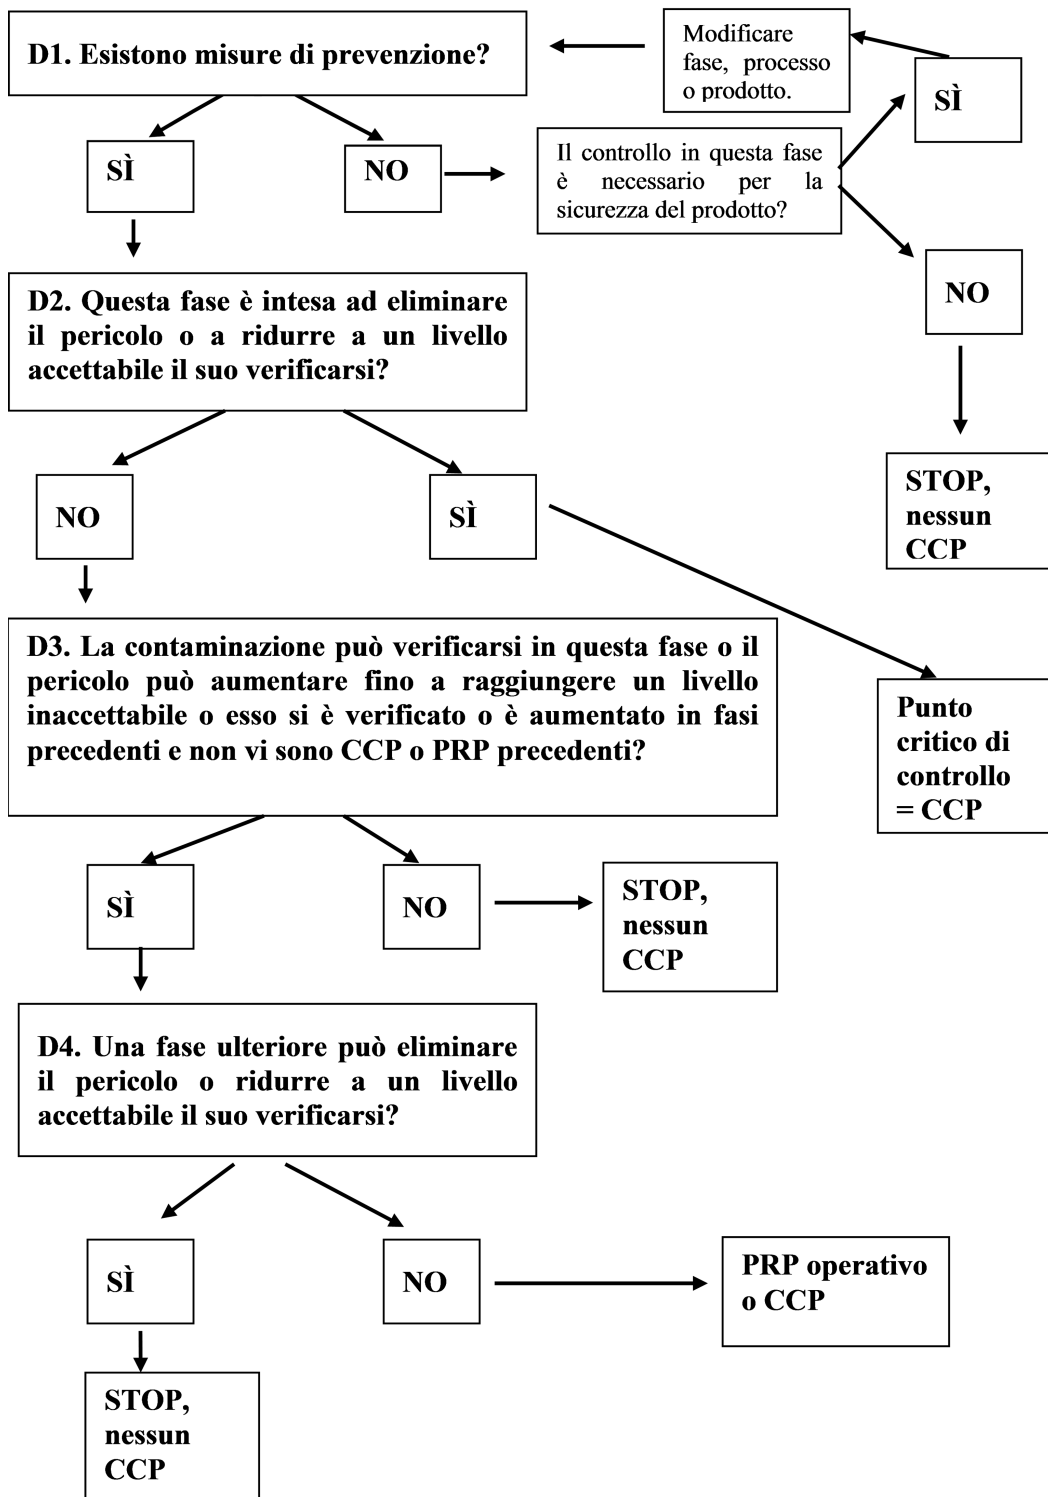 D1. Esistono misure di prevenzione?
Modificare
fase, processo
o prodotto.
SÌ
SÌ
NO
Il controllo in questa fase
è necessario per la
sicurezza del prodotto?
NO
D2. Questa fase è intesa ad eliminare
il pericolo o a ridurre a un livello
accettabile il suo verificarsi?
STOP,
nessun
CCP
NO
SÌ
D3. La contaminazione può verificarsi in questa fase o il
pericolo può aumentare fino a raggiungere un livello
inaccettabile o esso si è verificato o è aumentato in fasi
precedenti e non vi sono CCP o PRP precedenti?
Punto
critico di
controllo
= CCP
SÌ
NO
STOP,
nessun
CCP
D4. Una fase ulteriore può eliminare
il pericolo o ridurre a un livello
accettabile il suo verificarsi?
SÌ
NO
PRP operativo
o CCP
STOP,
nessun
CCP